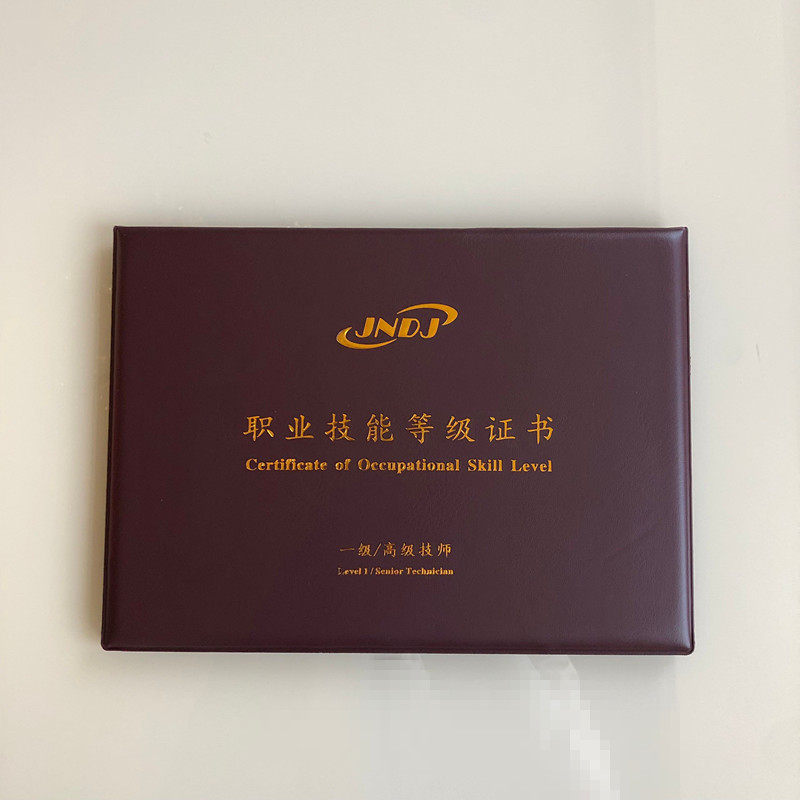 JNDJ
职业技能等级证书
Certificate of Occupational Skill Level
一级/高级技师
Level 1 / Senior Technician